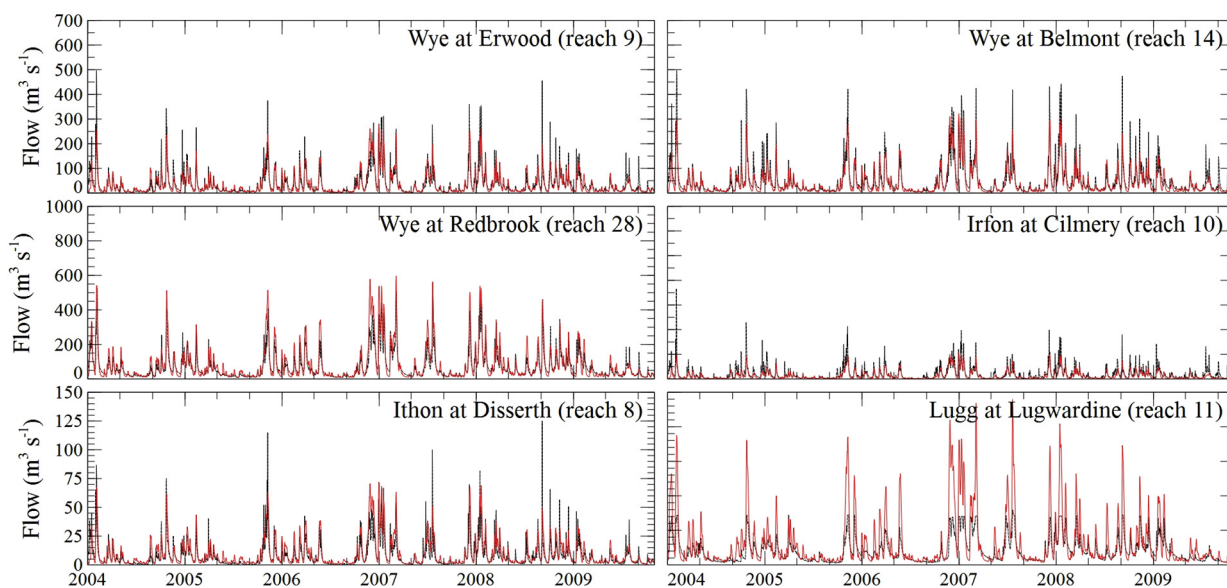 Wye at Erwood (reach 9)
Wye at Belmont (reach 14)
Flow (m³ s⁻¹)
700
600
500
400
300
200
100
0
Wye at Redbrook (reach 28)
Irfon at Cilmery (reach 10)
Flow (m³ s⁻¹)
1000
800
600
400
200
0
Ithon at Disserth (reach 8)
Lugg at Lugwardine (reach 11)
Flow (m³ s⁻¹)
150
125
100
75
50
25
0
2004 2005 2006 2007 2008 2009
2004 2005 2006 2007 2008 2009